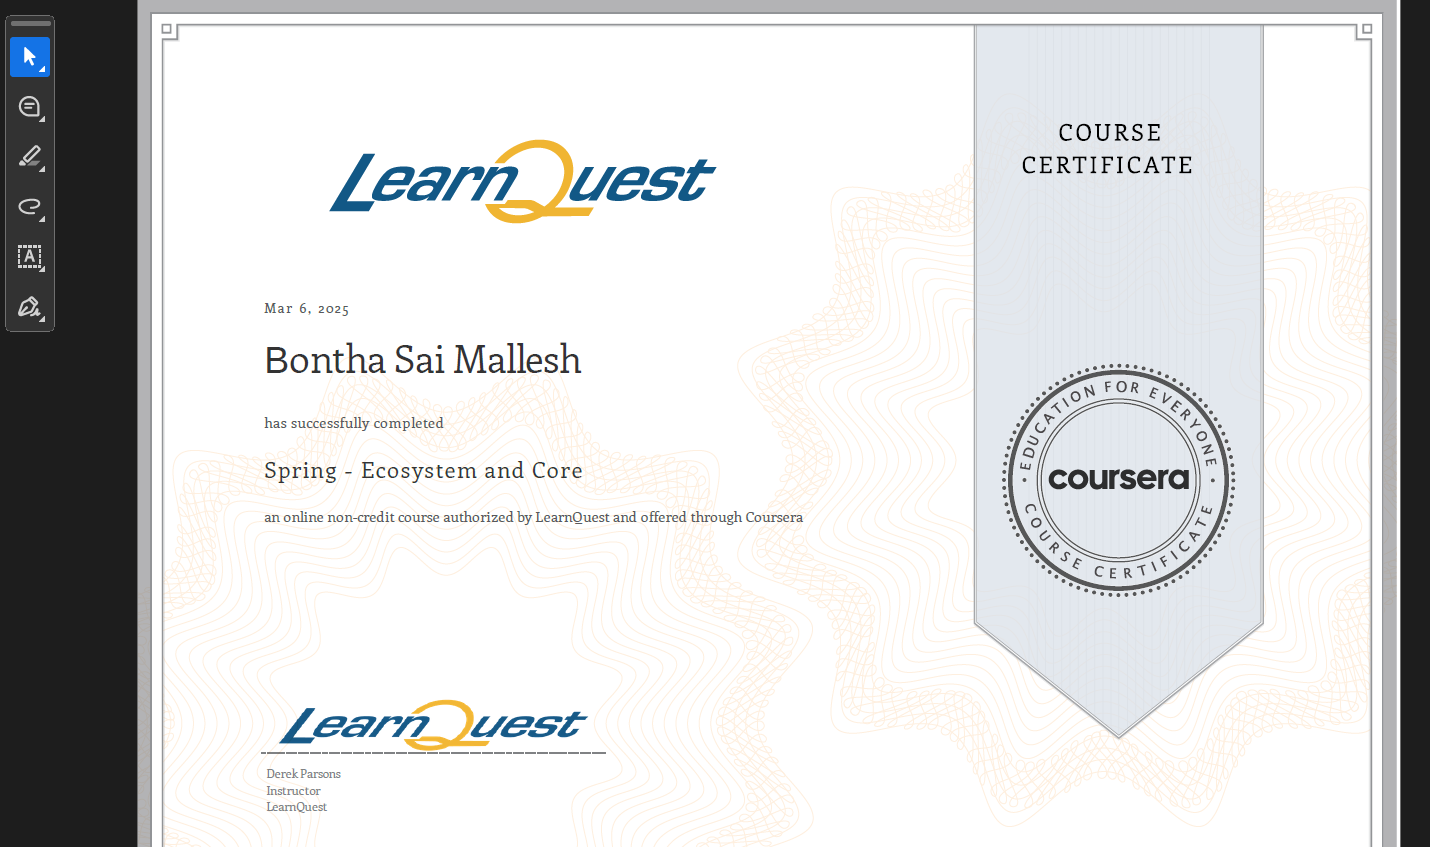 LearnQuest
COURSE
CERTIFICATE
Mar 6, 2025
Bontha Sai Mallesh
has successfully completed
Spring - Ecosystem and Core
an online non-credit course authorized by LearnQuest and offered through Coursera
EDUCATION FOR EVERYONE
coursera
COURSE CERTIFICATE
LearnQuest
Derek Parsons
Instructor
LearnQuest